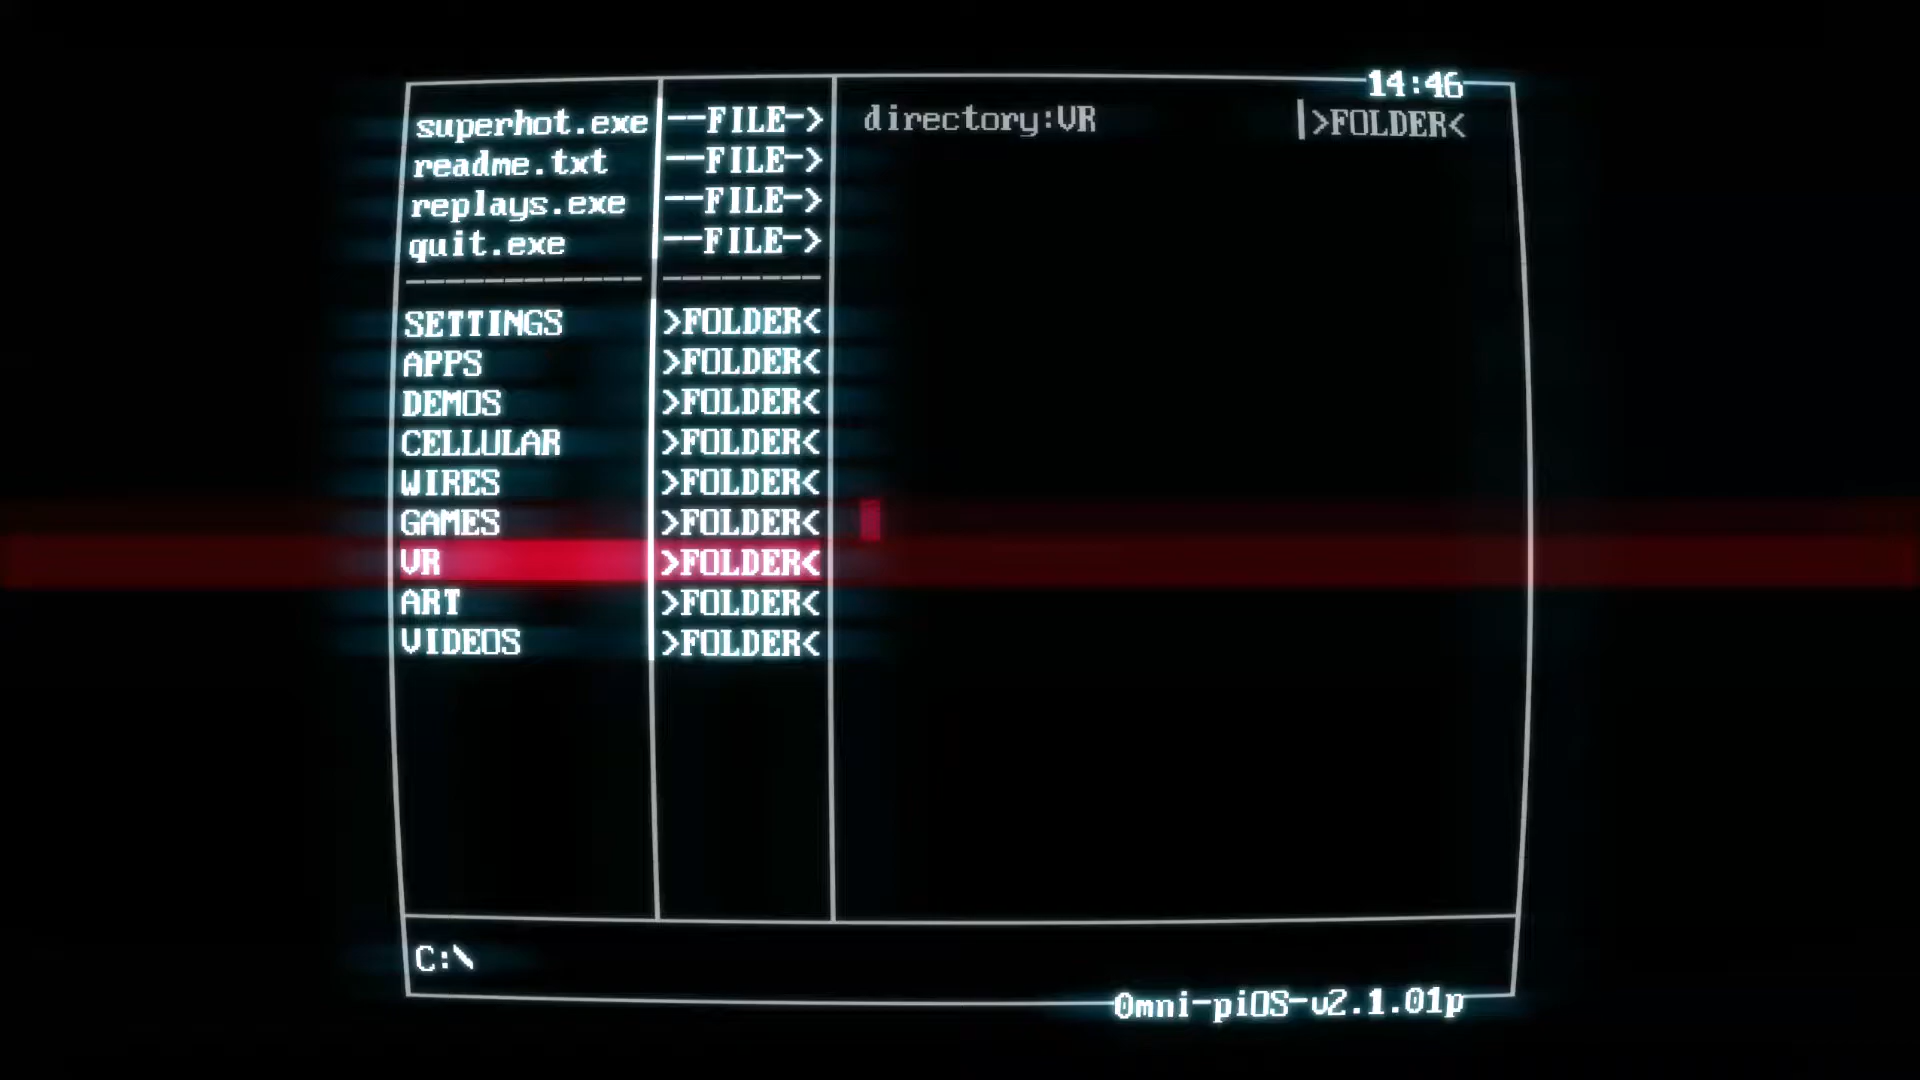 14:46
superhot.exe --FILE-> directory:VR |>FOLDER<
readme.txt --FILE->
replays.exe --FILE->
quit.exe --FILE->
SETTINGS >FOLDER<
APPS >FOLDER<
DEMOS >FOLDER<
CELLULAR >FOLDER<
WIRES >FOLDER<
GAMES >FOLDER<
VR >FOLDER<
ART >FOLDER<
VIDEOS >FOLDER<
C:\
Omni-piOS-v2.1.01p